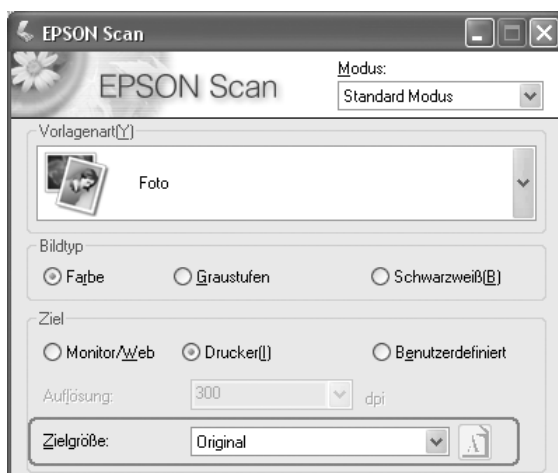 EPSON Scan
EPSON Scan
Modus:
Standard Modus
Vorlagenart(Y)
Foto
Bildtyp
Farbe Graustufen Schwarzweiß(B)
Ziel
Monitor/Web Drucker(I) Benutzerdefiniert
Auflösung: 300 dpi
Zielgröße: Original A